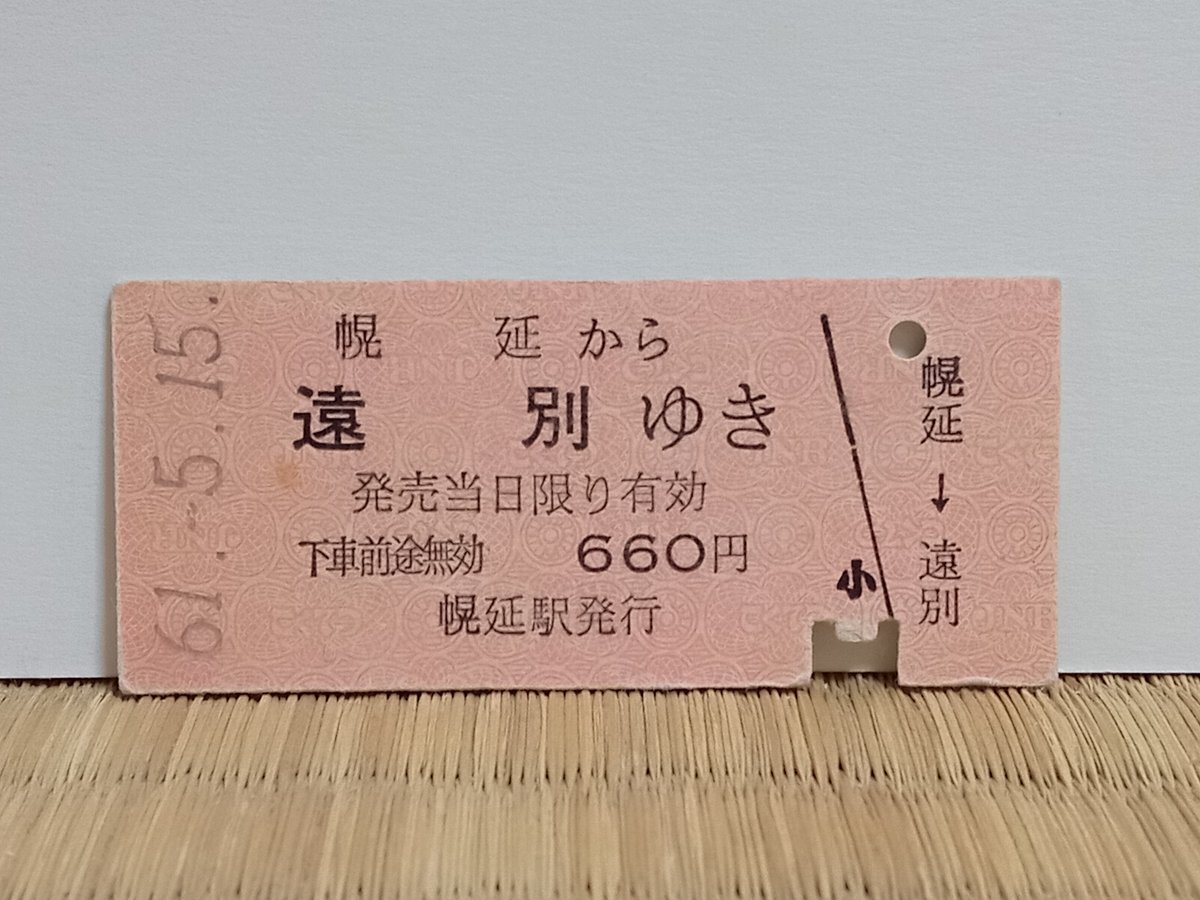 61.-5.15.
幌 延 から
遠 別 ゆき
発売当日限り有効
下車前途無効 660円
幌延駅発行
小
幌延→遠別